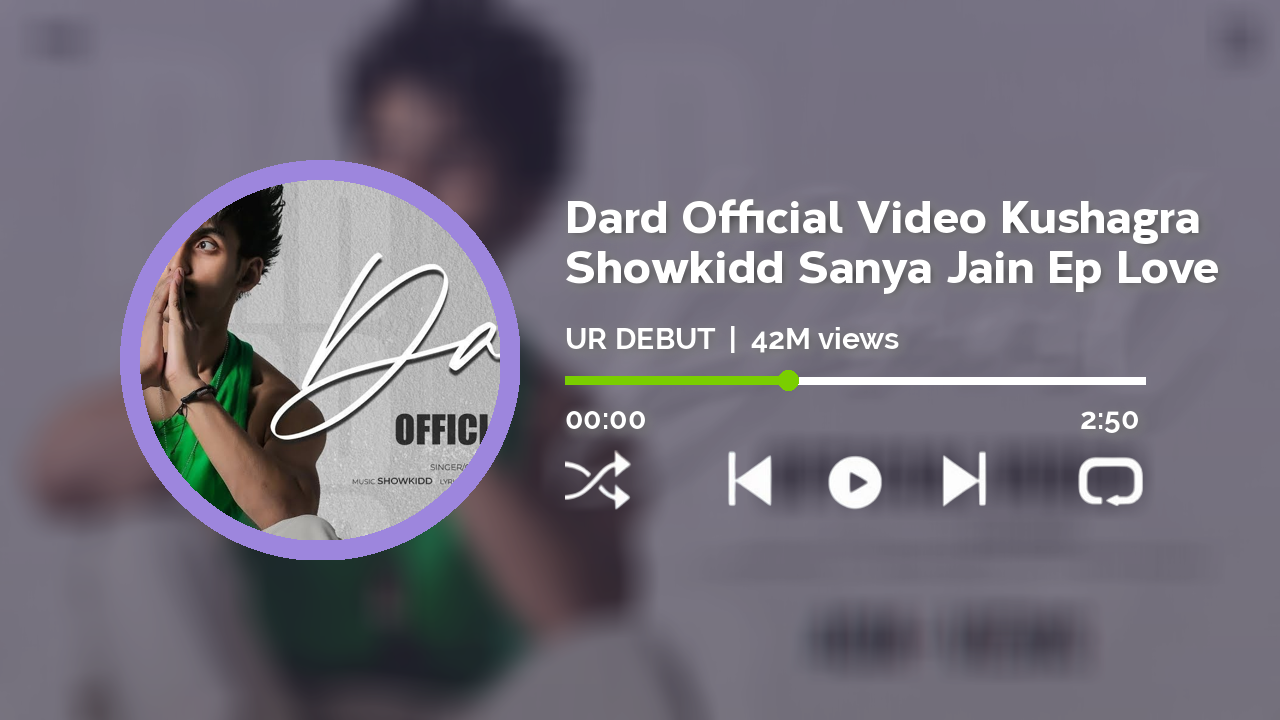 Dard Official Video Kushagra
Showkidd Sanya Jain Ep Love
UR DEBUT | 42M views
00:00
2:50
Da
OFFICI
SINGER/
MUSIC SHOWKIDD LYR